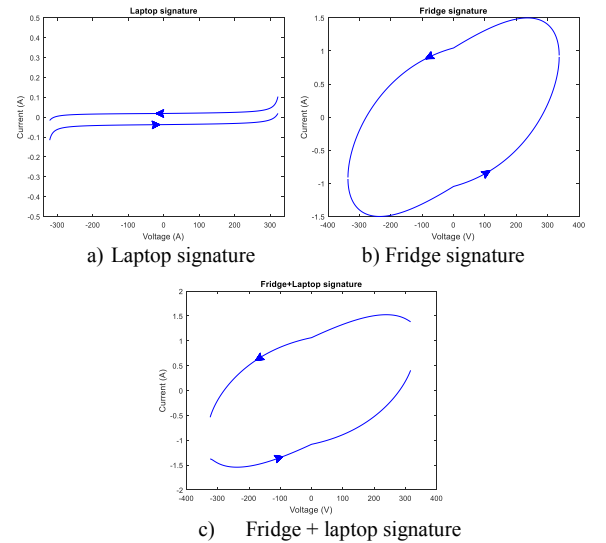 Laptop signature
0.5
0.4
0.3
0.2
0.1
0
-0.1
-0.2
-0.3
-0.4
-0.5
Current (A)
-300 -200 -100 0 100 200 300
Voltage (A)
a) Laptop signature
Fridge signature
1.5
1
0.5
0
-0.5
-1
-1.5
Current (A)
-400 -300 -200 -100 0 100 200 300 400
Voltage (V)
b) Fridge signature
Fridge+Laptop signature
2
1.5
1
0.5
0
-0.5
-1
-1.5
-2
Current (A)
-400 -300 -200 -100 0 100 200 300 400
Voltage (V)
c) Fridge + laptop signature